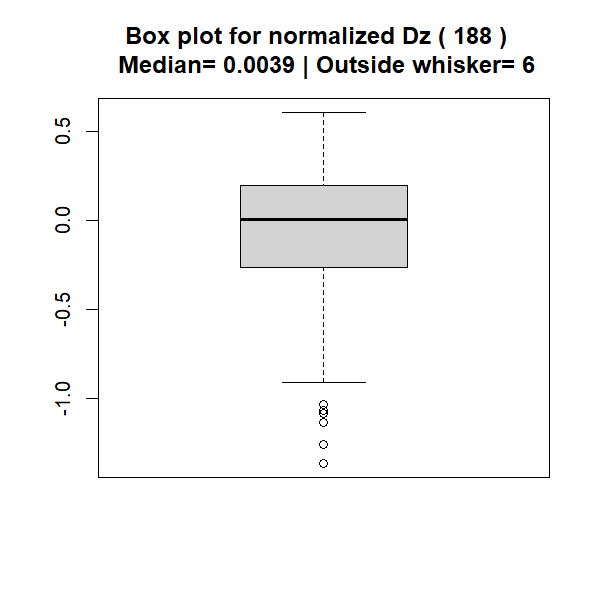 Box plot for normalized Dz ( 188 )
Median= 0.0039 | Outside whisker= 6
0.5
0.0
-0.5
-1.0